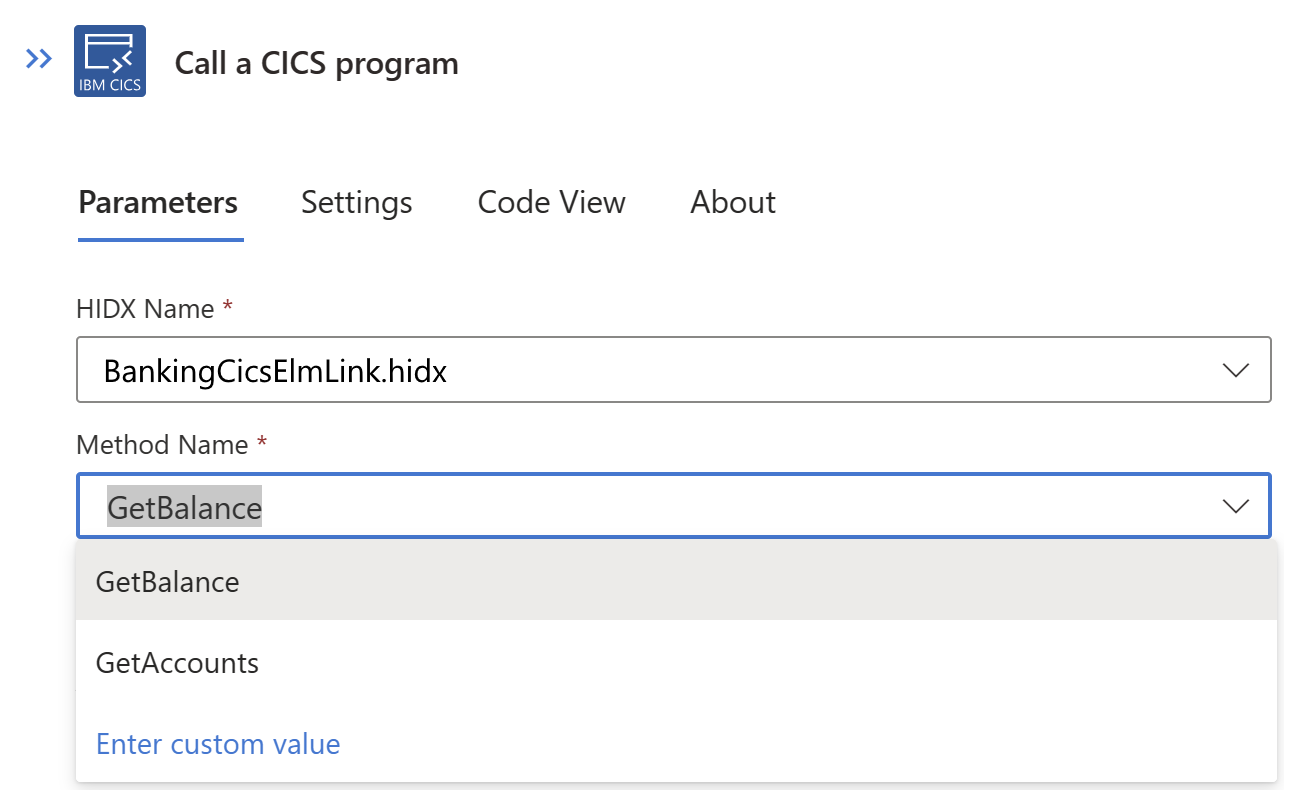 IBM CICS
Call a CICS program
Parameters Settings Code View About
HIDX Name *
BankingCicsElmLink.hidx
Method Name *
GetBalance
GetBalance
GetAccounts
Enter custom value